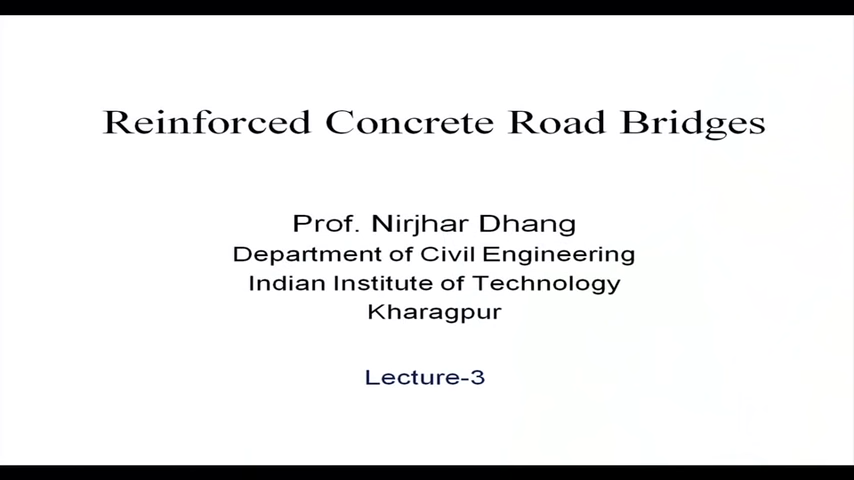 Reinforced Concrete Road Bridges
Prof. Nirjhar Dhang
Department of Civil Engineering
Indian Institute of Technology
Kharagpur
Lecture-3